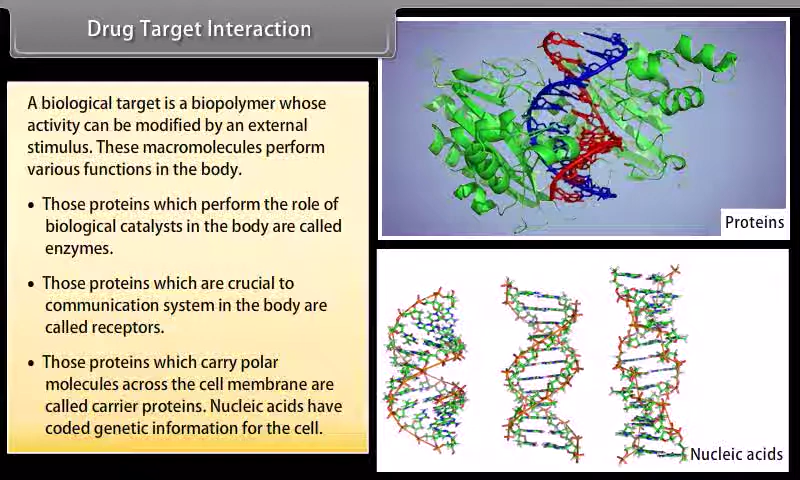 Drug Target Interaction
A biological target is a biopolymer whose
activity can be modified by an external
stimulus. These macromolecules perform
various functions in the body.
• Those proteins which perform the role of
biological catalysts in the body are called
enzymes.
• Those proteins which are crucial to
communication system in the body are
called receptors.
• Those proteins which carry polar
molecules across the cell membrane are
called carrier proteins. Nucleic acids have
coded genetic information for the cell.
Proteins
Nucleic acids